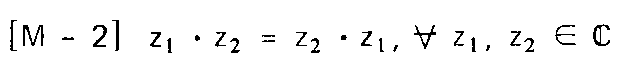 [M - 2] z₁ · z₂ = z₂ · z₁, ∀ z₁, z₂ ∈ ℂ